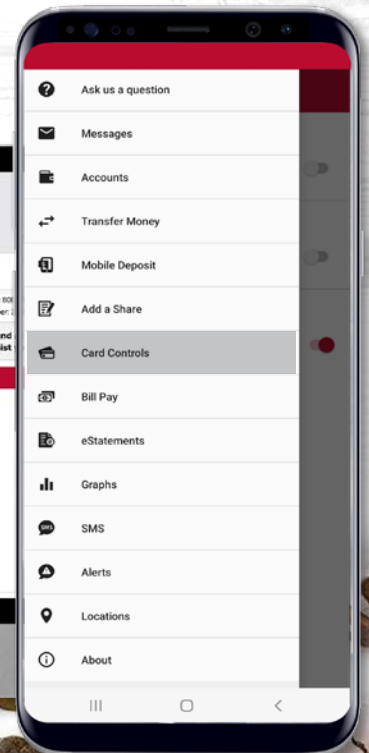 Ask us a question
Messages
Accounts
Transfer Money
Mobile Deposit
Add a Share
Card Controls
Bill Pay
eStatements
Graphs
SMS
SMS
Alerts
Locations
About